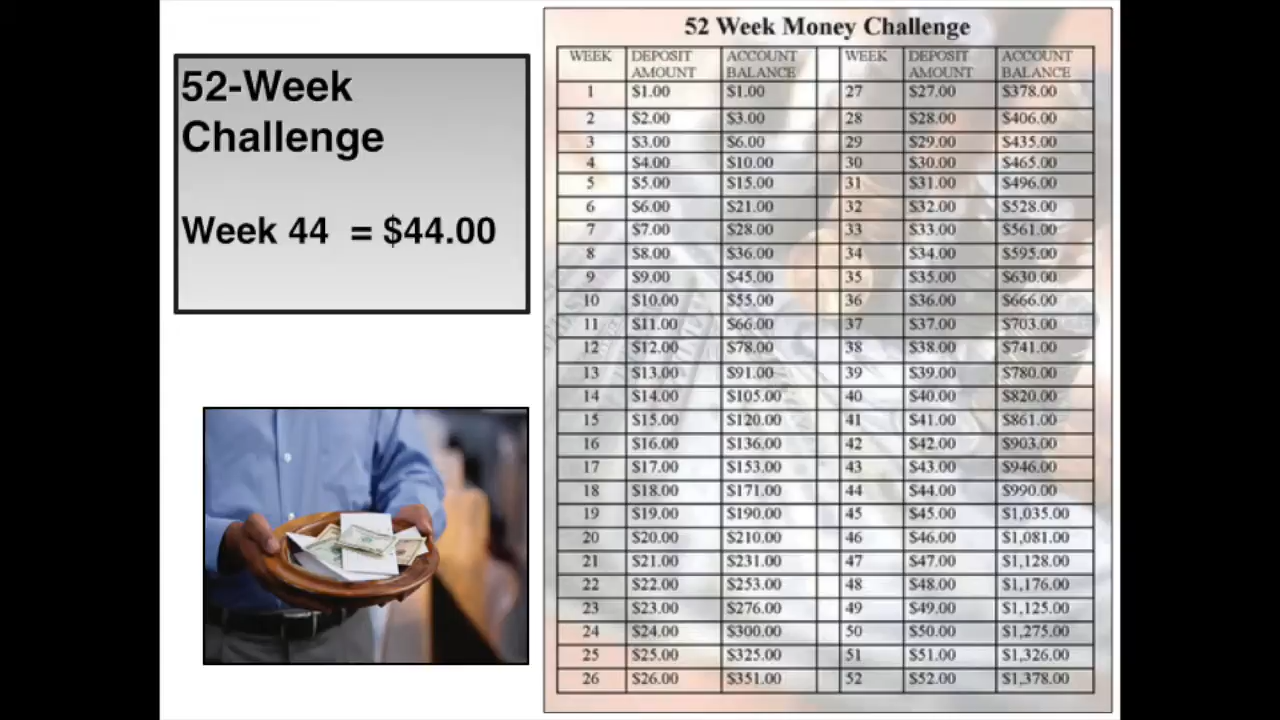 52-Week
Challenge
Week 44 = $44.00
52 Week Money Challenge
WEEK DEPOSIT AMOUNT ACCOUNT BALANCE WEEK DEPOSIT AMOUNT ACCOUNT BALANCE
1 $1.00 $1.00 27 $27.00 $378.00
2 $2.00 $3.00 28 $28.00 $406.00
3 $3.00 $6.00 29 $29.00 $435.00
4 $4.00 $10.00 30 $30.00 $465.00
5 $5.00 $15.00 31 $31.00 $496.00
6 $6.00 $21.00 32 $32.00 $528.00
7 $7.00 $28.00 33 $33.00 $561.00
8 $8.00 $36.00 34 $34.00 $595.00
9 $9.00 $45.00 35 $35.00 $630.00
10 $10.00 $55.00 36 $36.00 $666.00
11 $11.00 $66.00 37 $37.00 $703.00
12 $12.00 $78.00 38 $38.00 $741.00
13 $13.00 $91.00 39 $39.00 $780.00
14 $14.00 $105.00 40 $40.00 $820.00
15 $15.00 $120.00 41 $41.00 $861.00
16 $16.00 $136.00 42 $42.00 $903.00
17 $17.00 $153.00 43 $43.00 $946.00
18 $18.00 $171.00 44 $44.00 $990.00
19 $19.00 $190.00 45 $45.00 $1,035.00
20 $20.00 $210.00 46 $46.00 $1,081.00
21 $21.00 $231.00 47 $47.00 $1,128.00
22 $22.00 $253.00 48 $48.00 $1,176.00
23 $23.00 $276.00 49 $49.00 $1,125.00
24 $24.00 $300.00 50 $50.00 $1,275.00
25 $25.00 $325.00 51 $51.00 $1,326.00
26 $26.00 $351.00 52 $52.00 $1,378.00